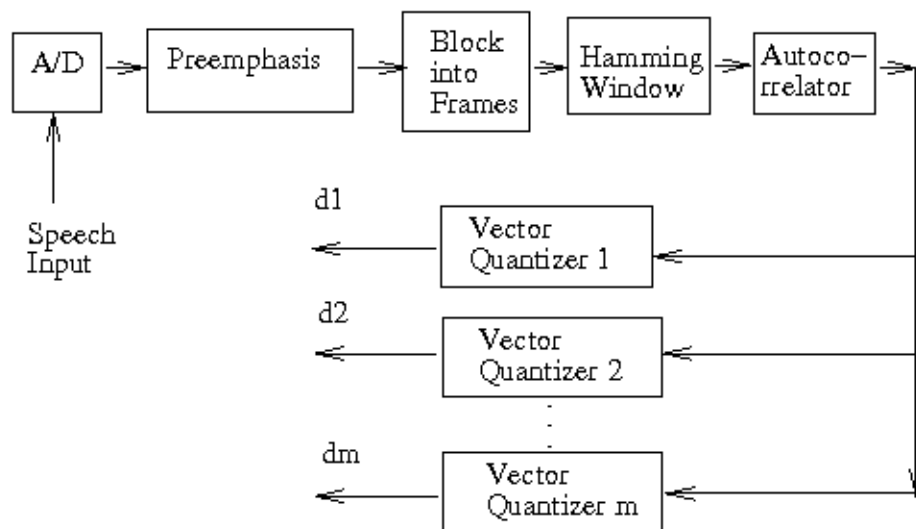 A/D
Preemphasis
Block
into
Frames
Hamming
Window
Autoco-
rrelator
Speech
Input
d1
Vector
Quantizer 1
d2
Vector
Quantizer 2
dm
Vector
Quantizer m